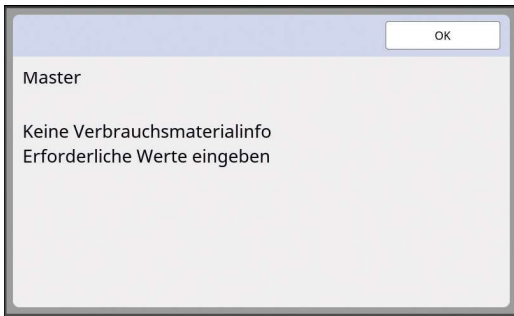 OK
Master
Keine Verbrauchsmaterialinfo
Erforderliche Werte eingeben